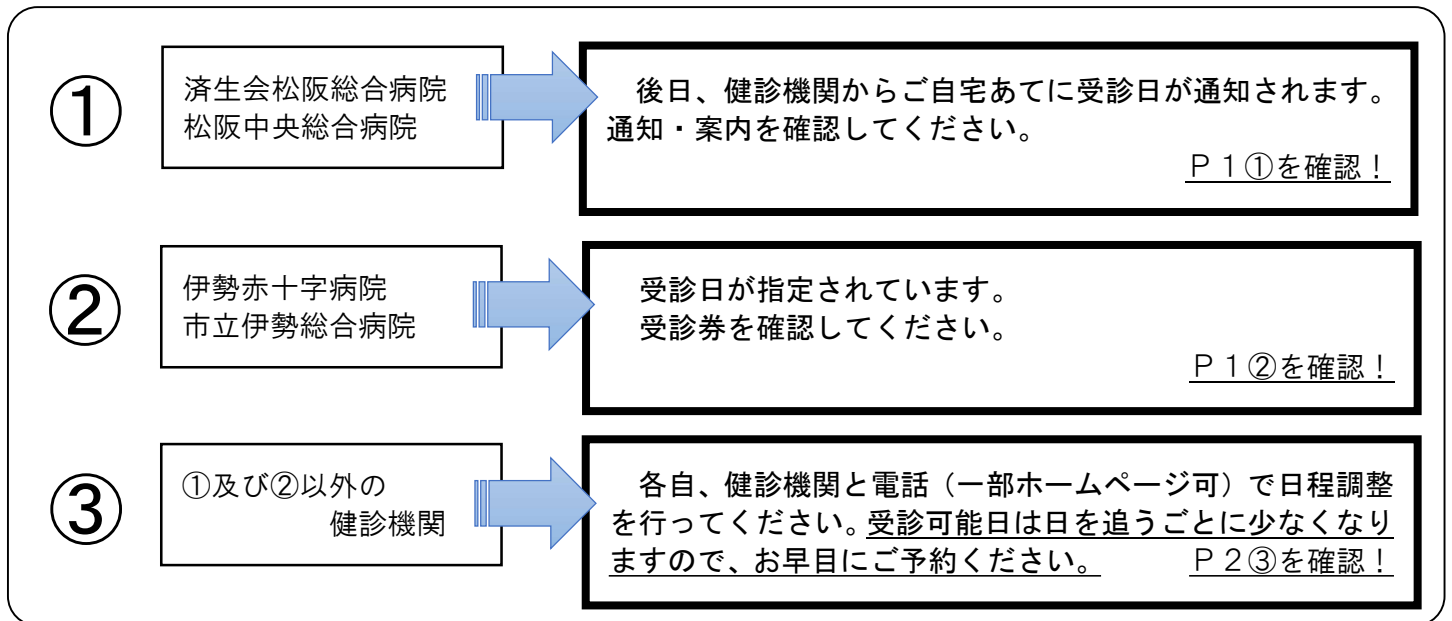 ①
済生会松阪総合病院
松阪中央総合病院
後日、健診機関からご自宅あてに受診日が通知されます。
通知・案内を確認してください。
Ｐ１①を確認！
②
伊勢赤十字病院
市立伊勢総合病院
受診日が指定されています。
受診券を確認してください。
Ｐ１②を確認！
③
①及び②以外の
健診機関
各自、健診機関と電話（一部ホームページ可）で日程調整
を行ってください。受診可能日は日を追うごとに少なくなり
ますので、お早目にご予約ください。 Ｐ２③を確認！